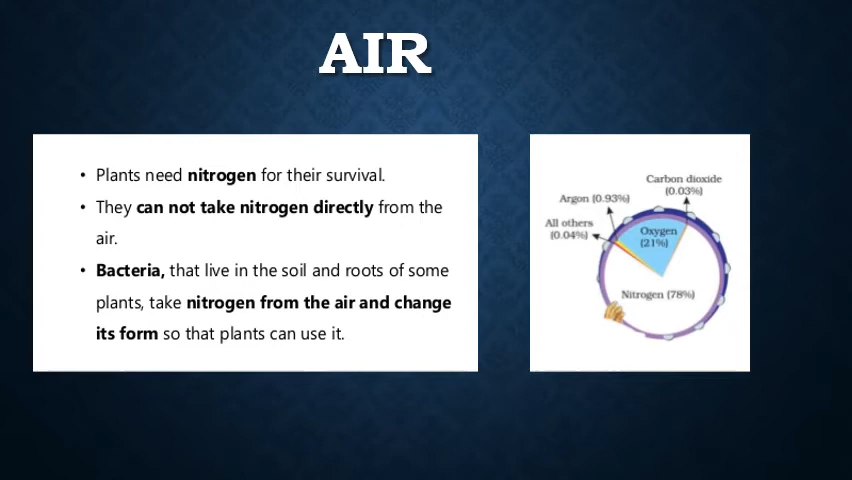 AIR
• Plants need nitrogen for their survival.
• They can not take nitrogen directly from the
air.
• Bacteria, that live in the soil and roots of some
plants, take nitrogen from the air and change
its form so that plants can use it.
Carbon dioxide
(0.03%)
Argon (0.93%)
All others
(0.04%)
Oxygen
(21%)
Nitrogen (78%)